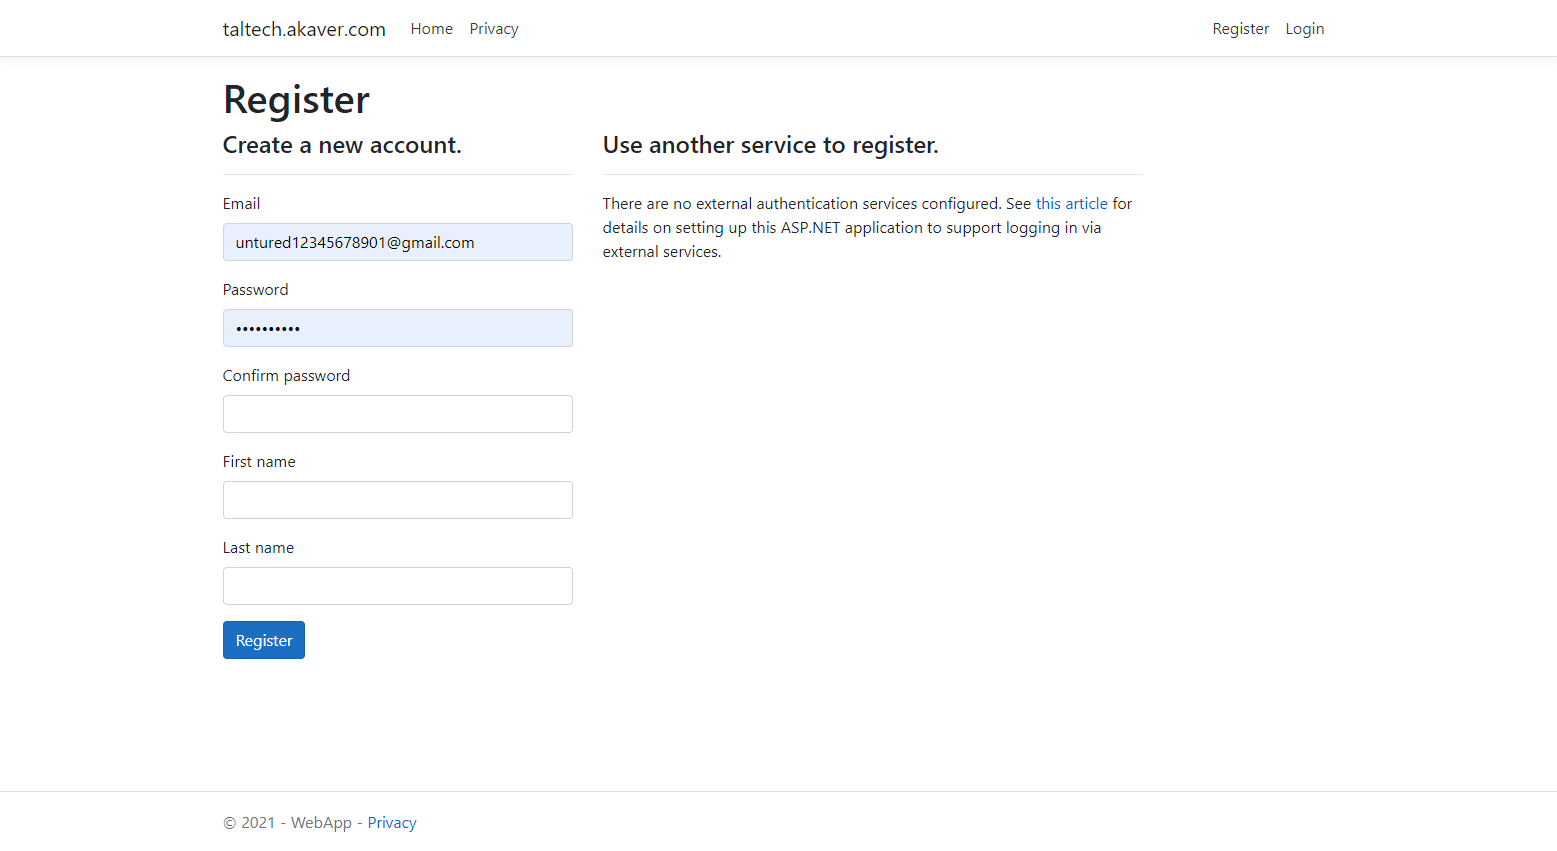 taltech.akaver.com Home Privacy Register Login
Register
Create a new account.
Use another service to register.
Email
untured12345678901@gmail.com
Password
••••••••••
Confirm password
First name
Last name
Register
There are no external authentication services configured. See this article for
details on setting up this ASP.NET application to support logging in via
external services.
© 2021 - WebApp - Privacy